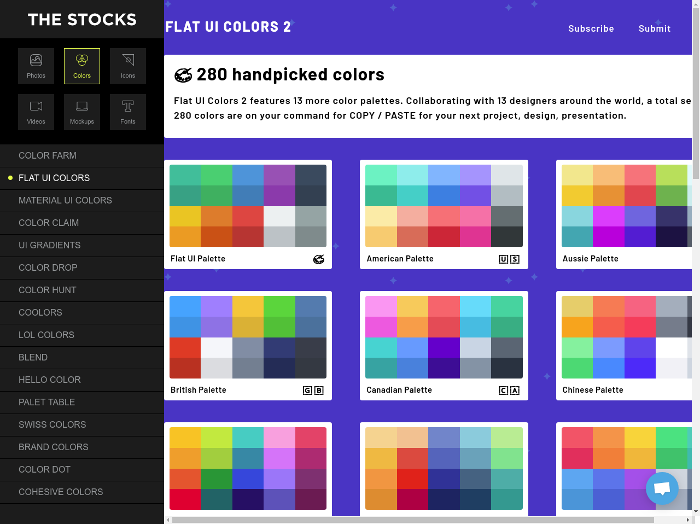 THE STOCKS
Photos
Colors
Icons
Videos
Mockups
Fonts
COLOR FARM
FLAT UI COLORS
MATERIAL UI COLORS
COLOR CLAIM
UI GRADIENTS
COLOR DROP
COLOR HUNT
COOLORS
LOL COLORS
BLEND
HELLO COLOR
PALET TABLE
SWISS COLORS
BRAND COLORS
COLOR DOT
COHESIVE COLORS
FLAT UI COLORS 2
Subscribe
Submit
280 handpicked colors
Flat UI Colors 2 features 13 more color palettes. Collaborating with 13 designers around the world, a total se
280 colors are on your command for COPY / PASTE for your next project, design, presentation.
Flat UI Palette
American Palette
US
Aussie Palette
British Palette
GB
Canadian Palette
CA
Chinese Palette